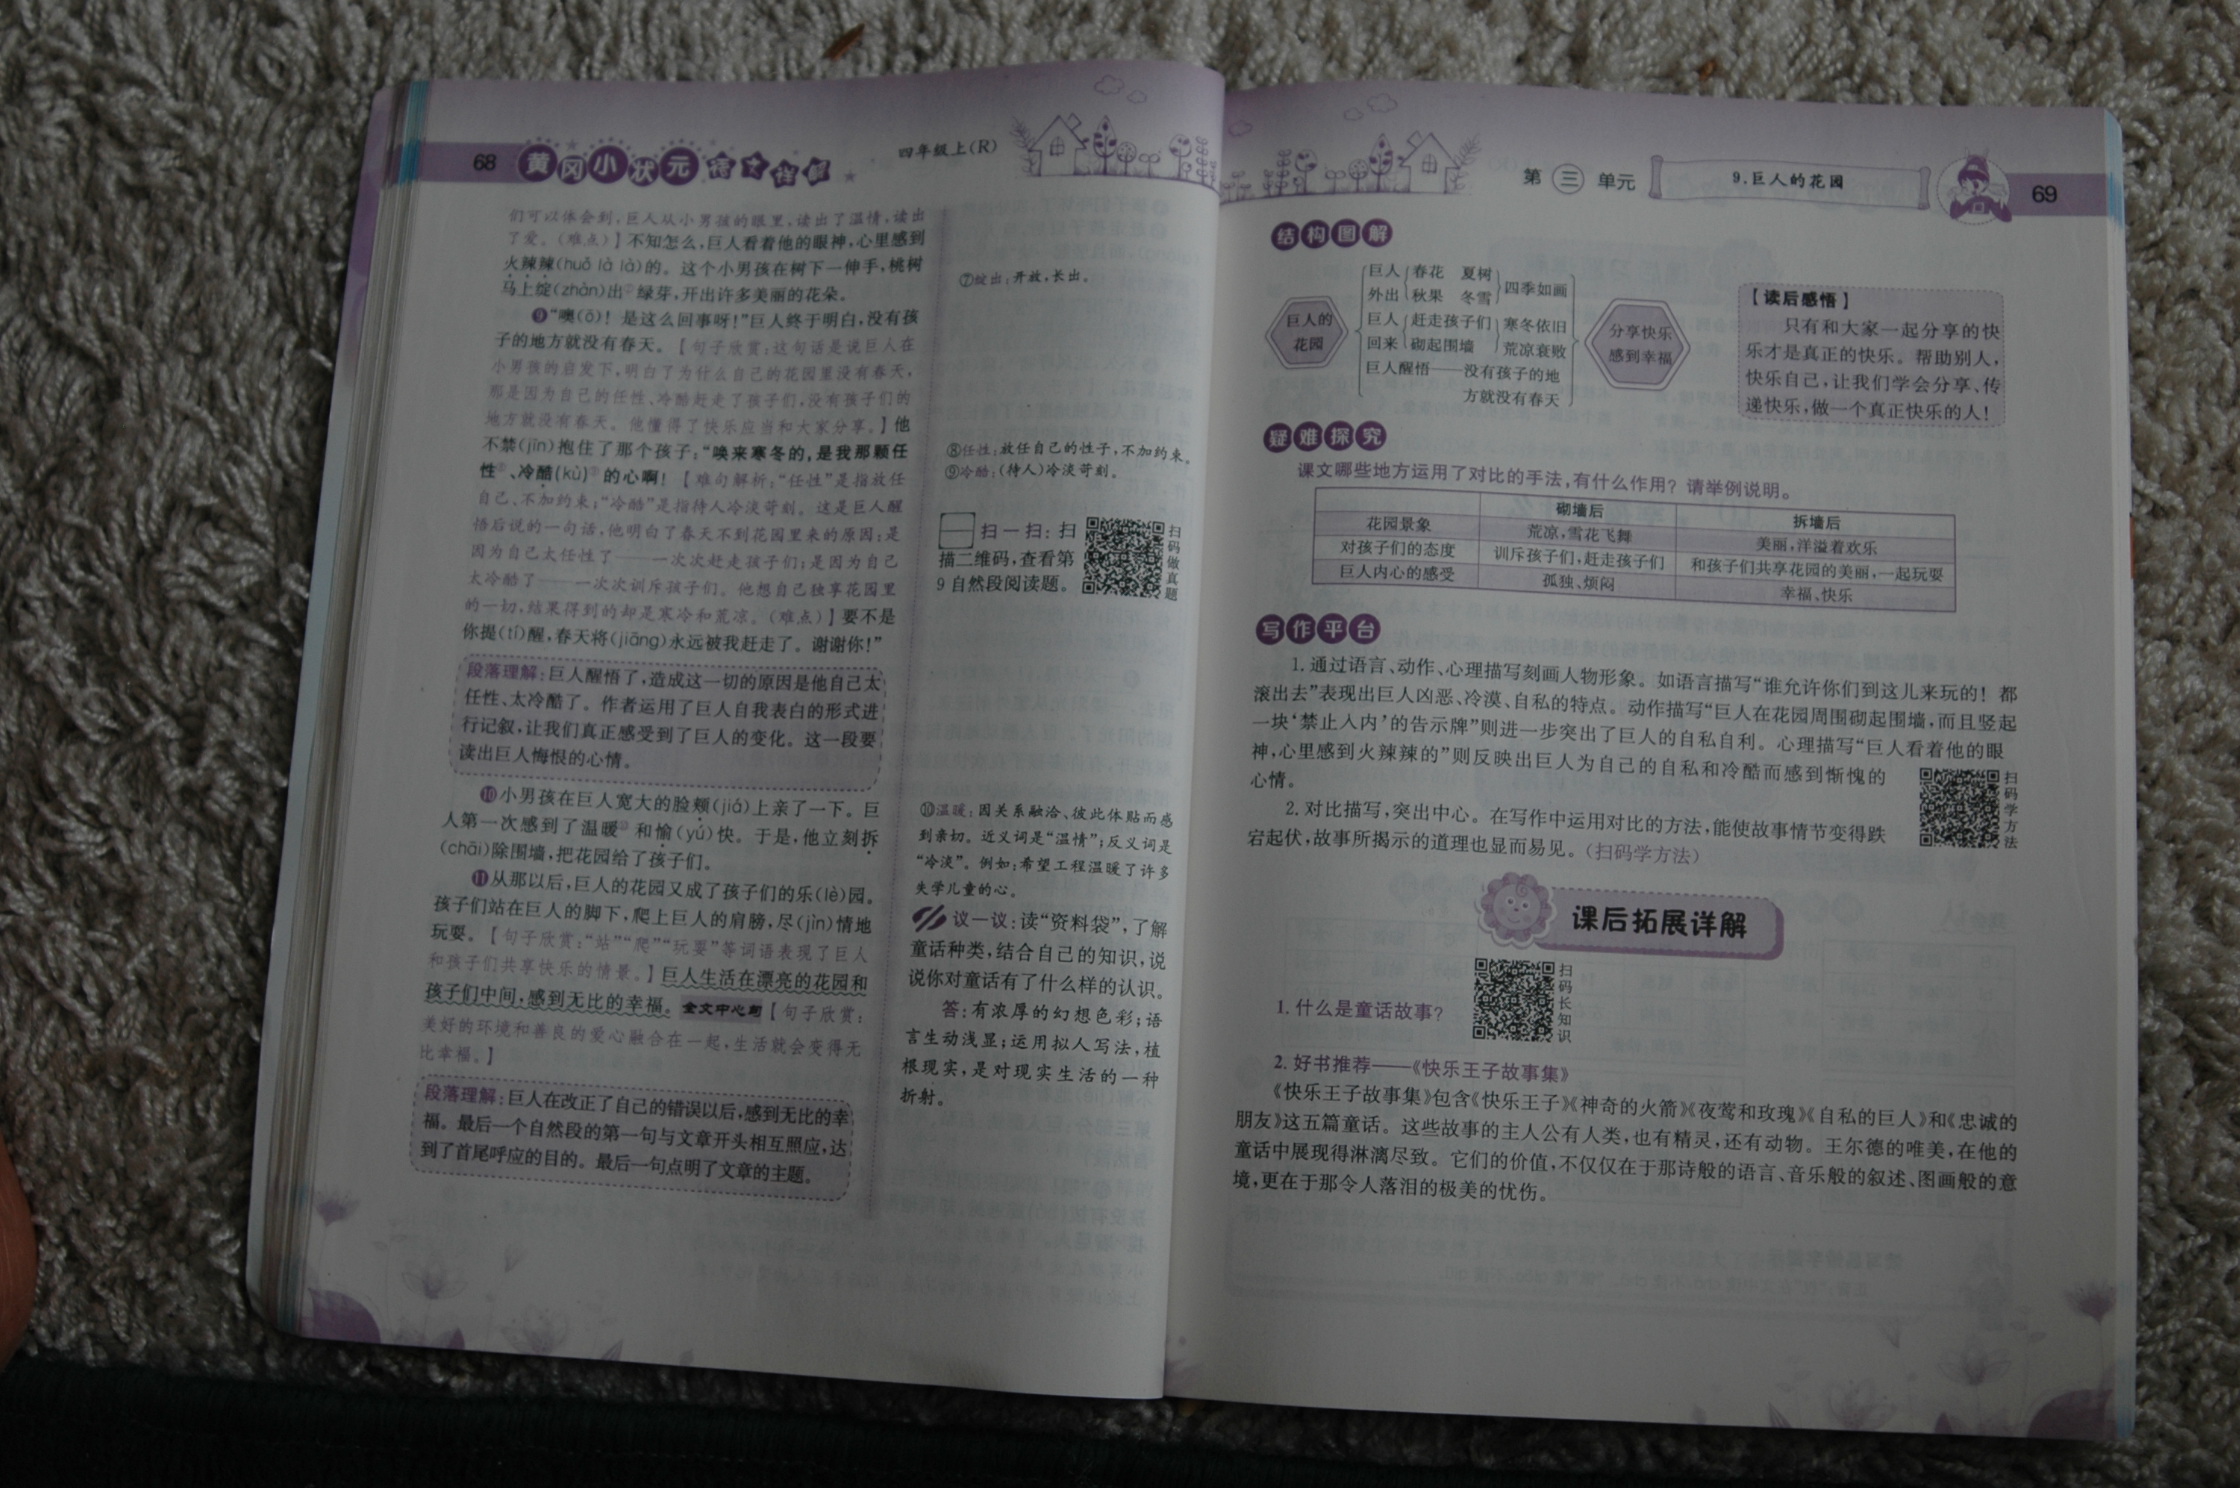 68 黄冈小状元语文详解 四年级上(R)
们可以体会到,巨人从小男孩的眼里,读出了温情,读出
了爱。(难点)】不知怎么,巨人看着他的眼神,心里感到
火辣辣(huǒ là là)的。这个小男孩在树下一伸手,桃树
马上绽(zhàn)出⑦绿芽,开出许多美丽的花朵。
❾“噢(ō)!是这么回事呀!”巨人终于明白,没有孩
子的地方就没有春天。【句子欣赏:这句话是说巨人在
小男孩的启发下,明白了为什么自己的花园里没有春天,
那是因为自己的任性、冷酷赶走了孩子们,没有孩子们的
地方就没有春天。他懂得了快乐应当和大家分享。】他
不禁(jīn)抱住了那个孩子:“唤来寒冬的,是我那颗任
性⑧、冷酷(kù)⑨的心啊!【难句解析:“任性”是指放任
自己、不加约束;“冷酷”是指待人冷淡苛刻。这是巨人醒
悟后说的一句话,他明白了春天不到花园里来的原因:是
因为自己太任性了——一次次赶走孩子们;是因为自己
太冷酷了——一次次训斥孩子们。他想自己独享花园里
的一切,结果得到的却是寒冷和荒凉。(难点)】要不是
你提(tí)醒,春天将(jiāng)永远被我赶走了。谢谢你!”
段落理解:巨人醒悟了,造成这一切的原因是他自己太
任性、太冷酷了。作者运用了巨人自我表白的形式进
行记叙,让我们真正感受到了巨人的变化。这一段要
读出巨人悔恨的心情。
❿小男孩在巨人宽大的脸颊(jiá)上亲了一下。巨
人第一次感到了温暖⑩和愉(yú)快。于是,他立刻拆
(chāi)除围墙,把花园给了孩子们。
⓫从那以后,巨人的花园又成了孩子们的乐(lè)园。
孩子们站在巨人的脚下,爬上巨人的肩膀,尽(jìn)情地
玩耍。【句子欣赏:“站”“爬”“玩耍”等词语表现了巨人
和孩子们共享快乐的情景。】巨人生活在漂亮的花园和
孩子们中间,感到无比的幸福。全文中心句【句子欣赏:
美好的环境和善良的爱心融合在一起,生活就会变得无
比幸福。】
段落理解:巨人在改正了自己的错误以后,感到无比的幸
福。最后一个自然段的第一句与文章开头相互照应,达
到了首尾呼应的目的。最后一句点明了文章的主题。
⑦绽出:开放,长出。
⑧任性:放任自己的性子,不加约束。
⑨冷酷:(待人)冷淡苛刻。
扫一扫:扫
描二维码,查看第
9自然段阅读题。
扫码做真题
⑩温暖:因关系融洽、彼此体贴而感
到亲切。近义词是“温情”;反义词是
“冷淡”。例如:希望工程温暖了许多
失学儿童的心。
议一议:读“资料袋”,了解
童话种类,结合自己的知识,说
说你对童话有了什么样的认识。
答:有浓厚的幻想色彩;语
言生动浅显;运用拟人写法,植
根现实,是对现实生活的一种
折射。
第三单元 9.巨人的花园 69
结构图解
巨人的
花园
巨人 春花 夏树
外出 秋果 冬雪 四季如画
巨人 赶走孩子们 寒冬依旧
回来 砌起围墙 荒凉衰败
巨人醒悟——没有孩子的地
方就没有春天
分享快乐
感到幸福
【读后感悟】
只有和大家一起分享的快
乐才是真正的快乐。帮助别人,
快乐自己,让我们学会分享、传
递快乐,做一个真正快乐的人!
疑难探究
课文哪些地方运用了对比的手法,有什么作用?请举例说明。
砌墙后 拆墙后
花园景象 荒凉,雪花飞舞 美丽,洋溢着欢乐
对孩子们的态度 训斥孩子们,赶走孩子们 和孩子们共享花园的美丽,一起玩耍
巨人内心的感受 孤独、烦闷 幸福、快乐
写作平台
1.通过语言、动作、心理描写刻画人物形象。如语言描写“谁允许你们到这儿来玩的!都
滚出去”表现出巨人凶恶、冷漠、自私的特点。动作描写“巨人在花园周围砌起围墙,而且竖起
一块‘禁止入内’的告示牌”则进一步突出了巨人的自私自利。心理描写“巨人看着他的眼
神,心里感到火辣辣的”则反映出巨人为自己的自私和冷酷而感到惭愧的
心情。
2.对比描写,突出中心。在写作中运用对比的方法,能使故事情节变得跌
宕起伏,故事所揭示的道理也显而易见。(扫码学方法)
扫码学方法
课后拓展详解
1.什么是童话故事?
扫码长知识
2.好书推荐——《快乐王子故事集》
《快乐王子故事集》包含《快乐王子》《神奇的火箭》《夜莺和玫瑰》《自私的巨人》和《忠诚的
朋友》这五篇童话。这些故事的主人公有人类,也有精灵,还有动物。王尔德的唯美,在他的
童话中展现得淋漓尽致。它们的价值,不仅仅在于那诗般的语言、音乐般的叙述、图画般的意
境,更在于那令人落泪的极美的忧伤。